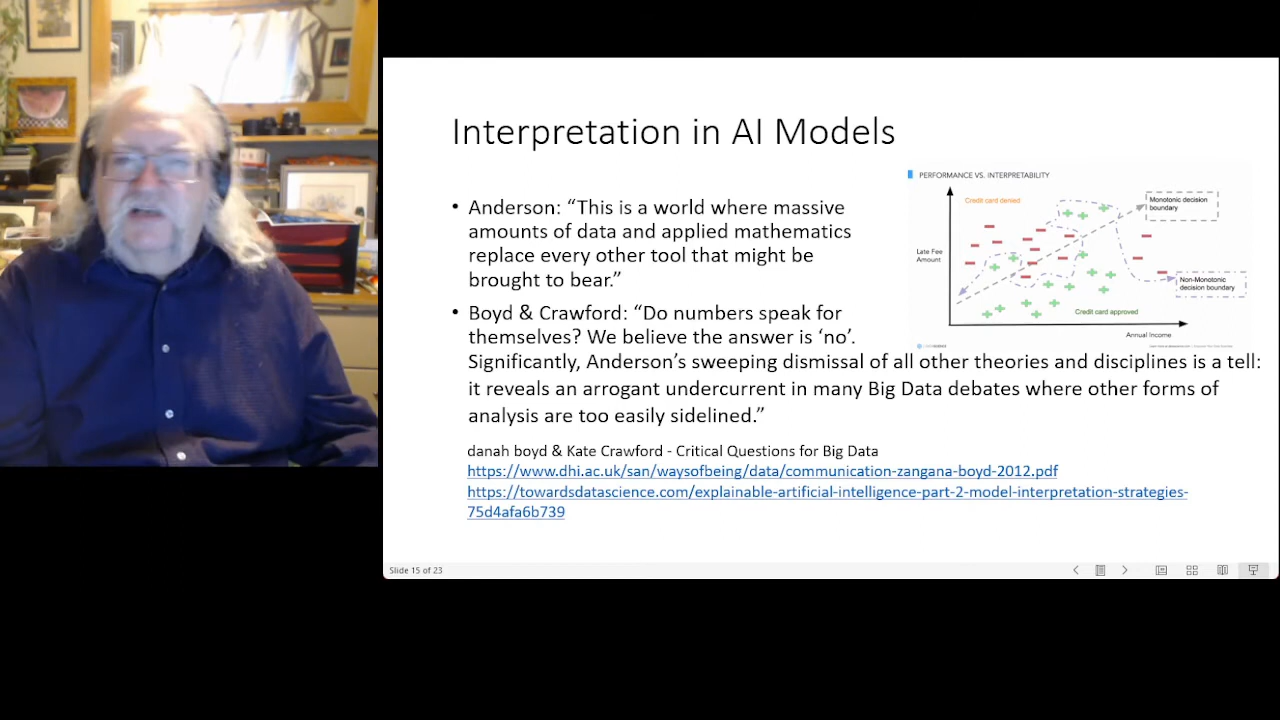 Interpretation in AI Models
• Anderson: “This is a world where massive
amounts of data and applied mathematics
replace every other tool that might be
brought to bear.”
• Boyd & Crawford: “Do numbers speak for
themselves? We believe the answer is ‘no’.
Significantly, Anderson’s sweeping dismissal of all other theories and disciplines is a tell:
it reveals an arrogant undercurrent in many Big Data debates where other forms of
analysis are too easily sidelined.”
PERFORMANCE VS. INTERPRETABILITY
Credit card denied
Monotonic decision
boundary
Late Fee
Amount
Non-Monotonic
decision boundary
Credit card approved
Annual Income
danah boyd & Kate Crawford - Critical Questions for Big Data
https://www.dhi.ac.uk/san/waysofbeing/data/communication-zangana-boyd-2012.pdf
https://towardsdatascience.com/explainable-artificial-intelligence-part-2-model-interpretation-strategies-
75d4afa6b739
Slide 15 of 23